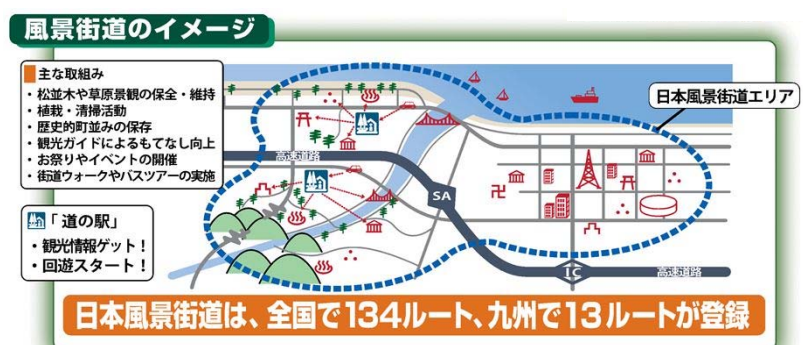 風景街道のイメージ
主な取組み
・松並木や草原景観の保全・維持
・植栽・清掃活動
・歴史的町並みの保存
・観光ガイドによるもてなし向上
・お祭りやイベントの開催
・街道ウォークやバスツアーの実施
「道の駅」
・観光情報ゲット！
・回遊スタート！
日本風景街道エリア
高速道路
SA
IC
高速道路
日本風景街道は、全国で134ルート、九州で13ルートが登録